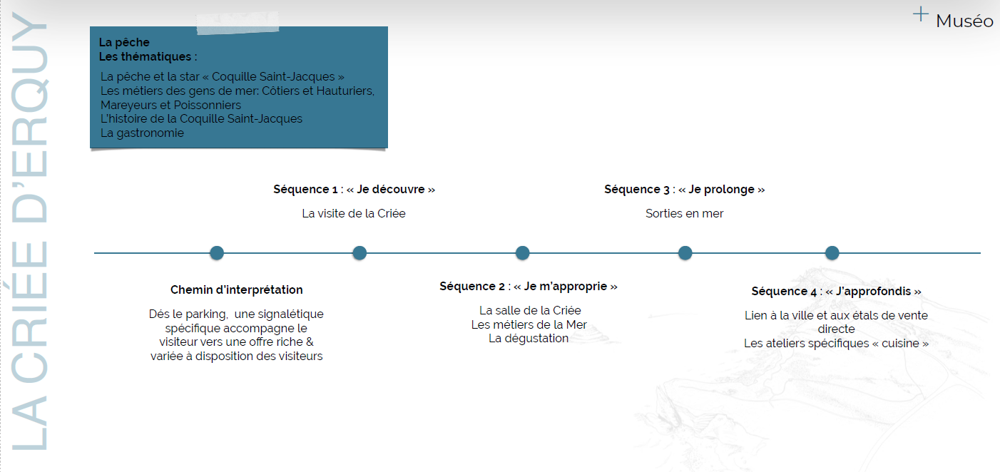 LA CRIÉE D'ERQUY
Muséo
La pêche
Les thématiques :
La pêche et la star « Coquille Saint-Jacques »
Les métiers des gens de mer: Côtiers et Hauturiers,
Mareyeurs et Poissonniers
L'histoire de la Coquille Saint-Jacques
La gastronomie
Séquence 1 : « Je découvre »
La visite de la Criée
Séquence 3 : « Je prolonge »
Sorties en mer
Chemin d'interprétation
Dés le parking, une signalétique
spécifique accompagne le
visiteur vers une offre riche &
variée à disposition des visiteurs
Séquence 2 : « Je m'approprie »
La salle de la Criée
Les métiers de la Mer
La dégustation
Séquence 4 : « J'approfondis »
Lien à la ville et aux étals de vente
directe
Les ateliers spécifiques « cuisine »